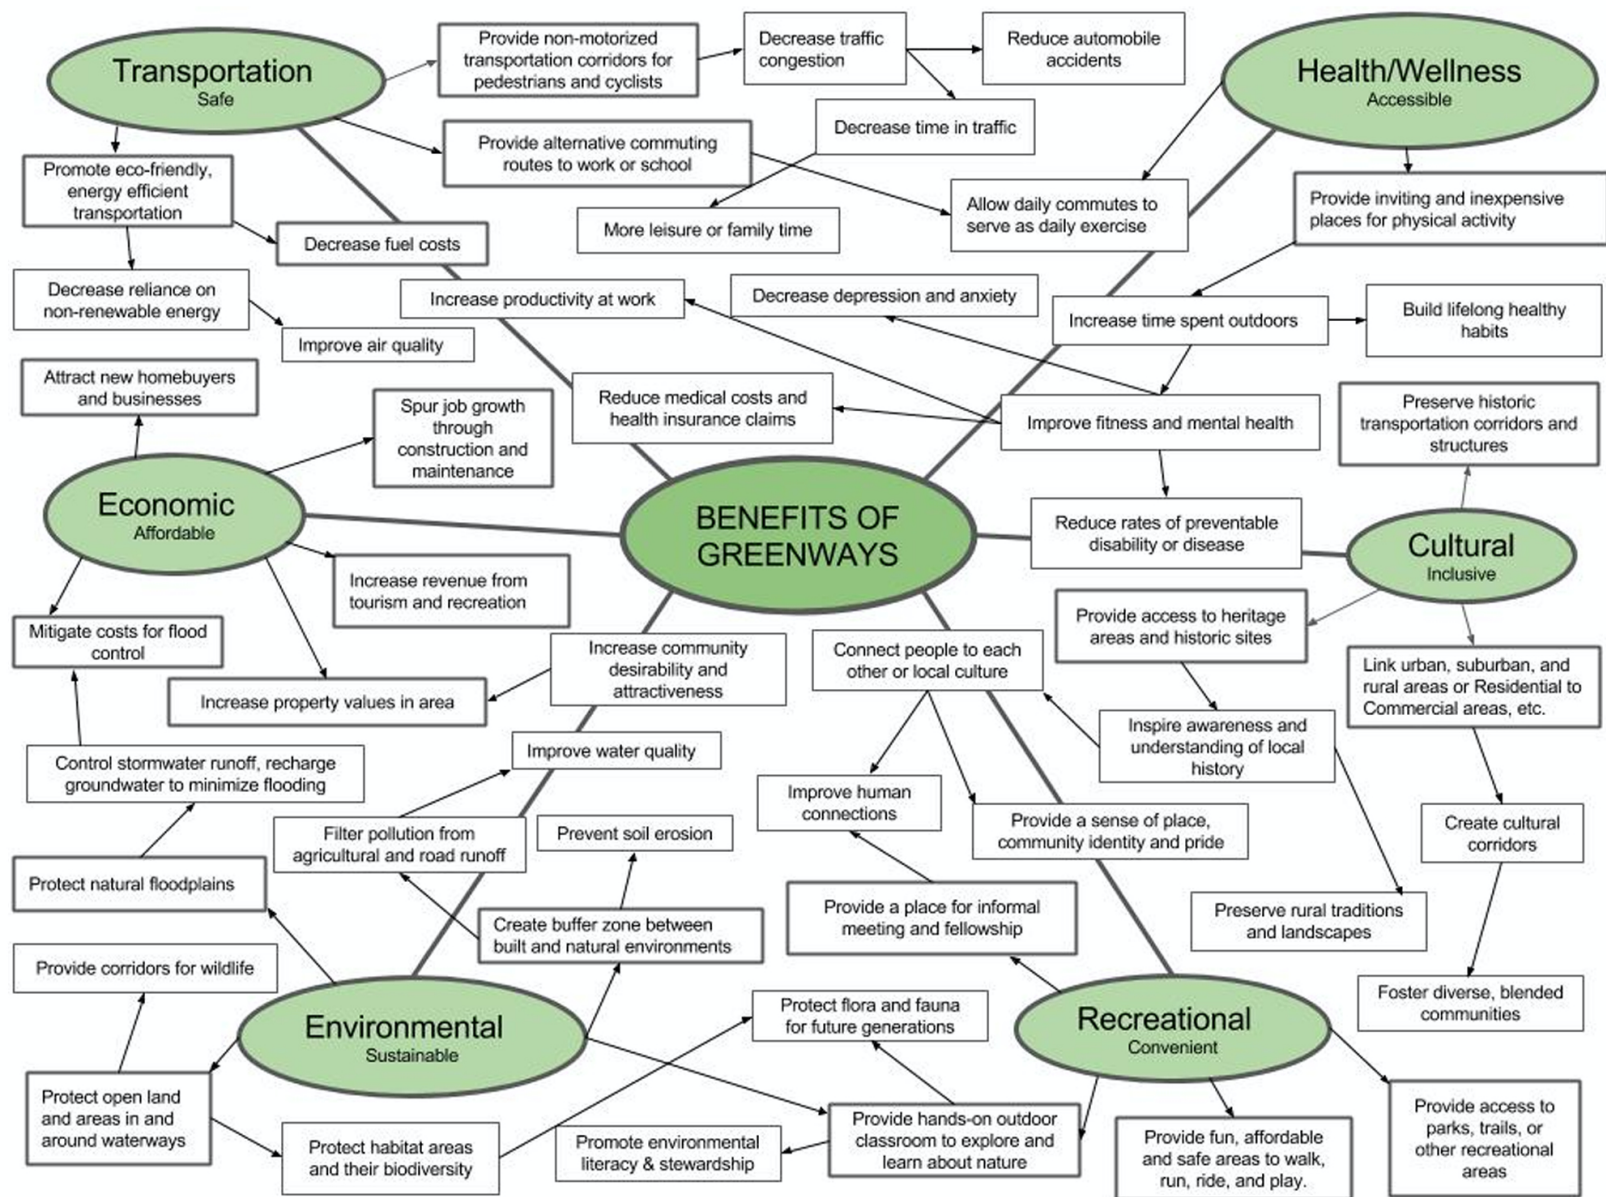 Transportation
Safe
Provide non-motorized
transportation corridors for
pedestrians and cyclists
Decrease traffic
congestion
Reduce automobile
accidents
Health/Wellness
Accessible
Decrease time in traffic
Provide alternative commuting
routes to work or school
Promote eco-friendly,
energy efficient
transportation
Allow daily commutes to
serve as daily exercise
Provide inviting and inexpensive
places for physical activity
More leisure or family time
Decrease fuel costs
Decrease reliance on
non-renewable energy
Increase productivity at work
Decrease depression and anxiety
Increase time spent outdoors
Build lifelong healthy
habits
Improve air quality
Attract new homebuyers
and businesses
Spur job growth
through
construction and
maintenance
Reduce medical costs and
health insurance claims
Improve fitness and mental health
Preserve historic
transportation corridors and
structures
Economic
Affordable
BENEFITS OF
GREENWAYS
Reduce rates of preventable
disability or disease
Cultural
Inclusive
Increase revenue from
tourism and recreation
Mitigate costs for flood
control
Increase community
desirability and
attractiveness
Connect people to each
other or local culture
Provide access to heritage
areas and historic sites
Link urban, suburban, and
rural areas or Residential to
Commercial areas, etc.
Increase property values in area
Inspire awareness and
understanding of local
history
Control stormwater runoff, recharge
groundwater to minimize flooding
Improve water quality
Improve human
connections
Provide a sense of place,
community identity and pride
Create cultural
corridors
Filter pollution from
agricultural and road runoff
Prevent soil erosion
Protect natural floodplains
Create buffer zone between
built and natural environments
Provide a place for informal
meeting and fellowship
Preserve rural traditions
and landscapes
Provide corridors for wildlife
Foster diverse, blended
communities
Environmental
Sustainable
Protect flora and fauna
for future generations
Recreational
Convenient
Protect open land
and areas in and
around waterways
Protect habitat areas
and their biodiversity
Promote environmental
literacy & stewardship
Provide hands-on outdoor
classroom to explore and
learn about nature
Provide fun, affordable
and safe areas to walk,
run, ride, and play.
Provide access to
parks, trails, or
other recreational
areas